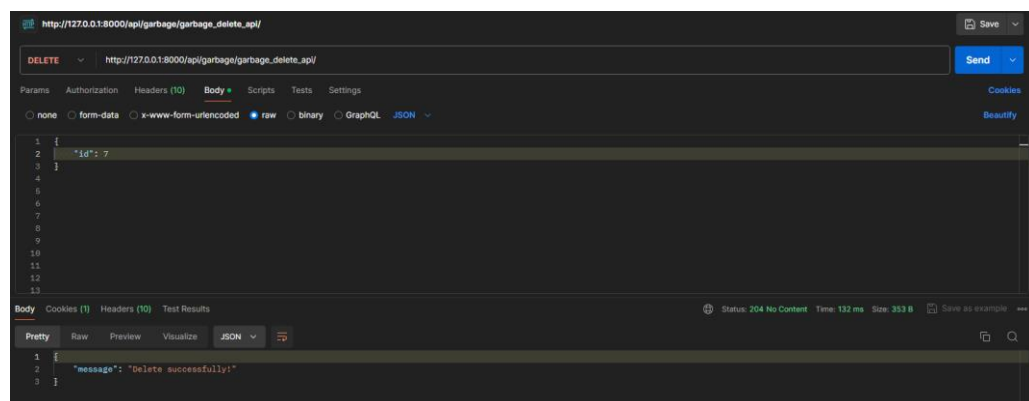 http://127.0.0.1:8000/api/garbage/garbage_delete_api/ Save
DELETE http://127.0.0.1:8000/api/garbage/garbage_delete_api/ Send
Params Authorization Headers (10) Body Scripts Tests Settings Cookies
none form-data x-www-form-urlencoded raw binary GraphQL JSON Beautify
1 {
2 "id": 7
3 }
4
5
6
7
8
9
10
11
12
13
Body Cookies (1) Headers (10) Test Results Status: 204 No Content Time: 132 ms Size: 353 B Save as example
Pretty Raw Preview Visualize JSON
1 {
2 "message": "Delete successfully!"
3 }